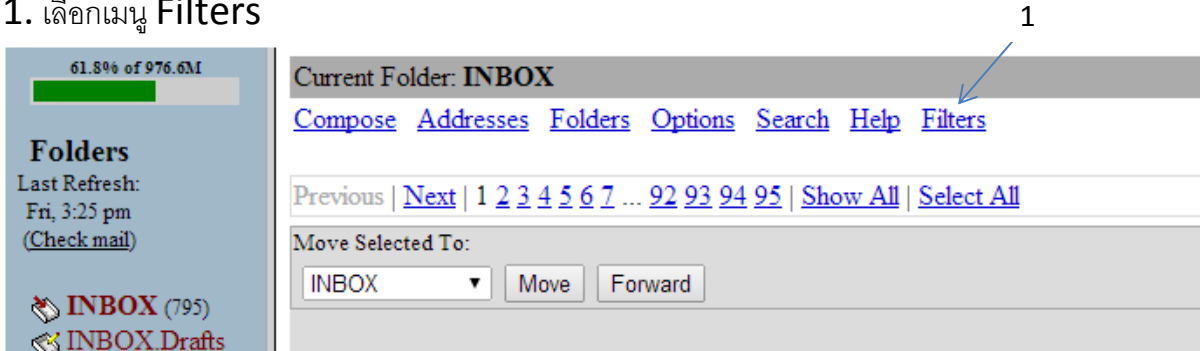 1. เลือกเมนู Filters
1
61.8% of 976.6M
Folders
Last Refresh:
Fri, 3:25 pm
(Check mail)
INBOX (795)
INBOX.Drafts
Current Folder: INBOX
Compose Addresses Folders Options Search Help Filters
Previous | Next | 1 2 3 4 5 6 7 ... 92 93 94 95 | Show All | Select All
Move Selected To:
INBOX Move Forward